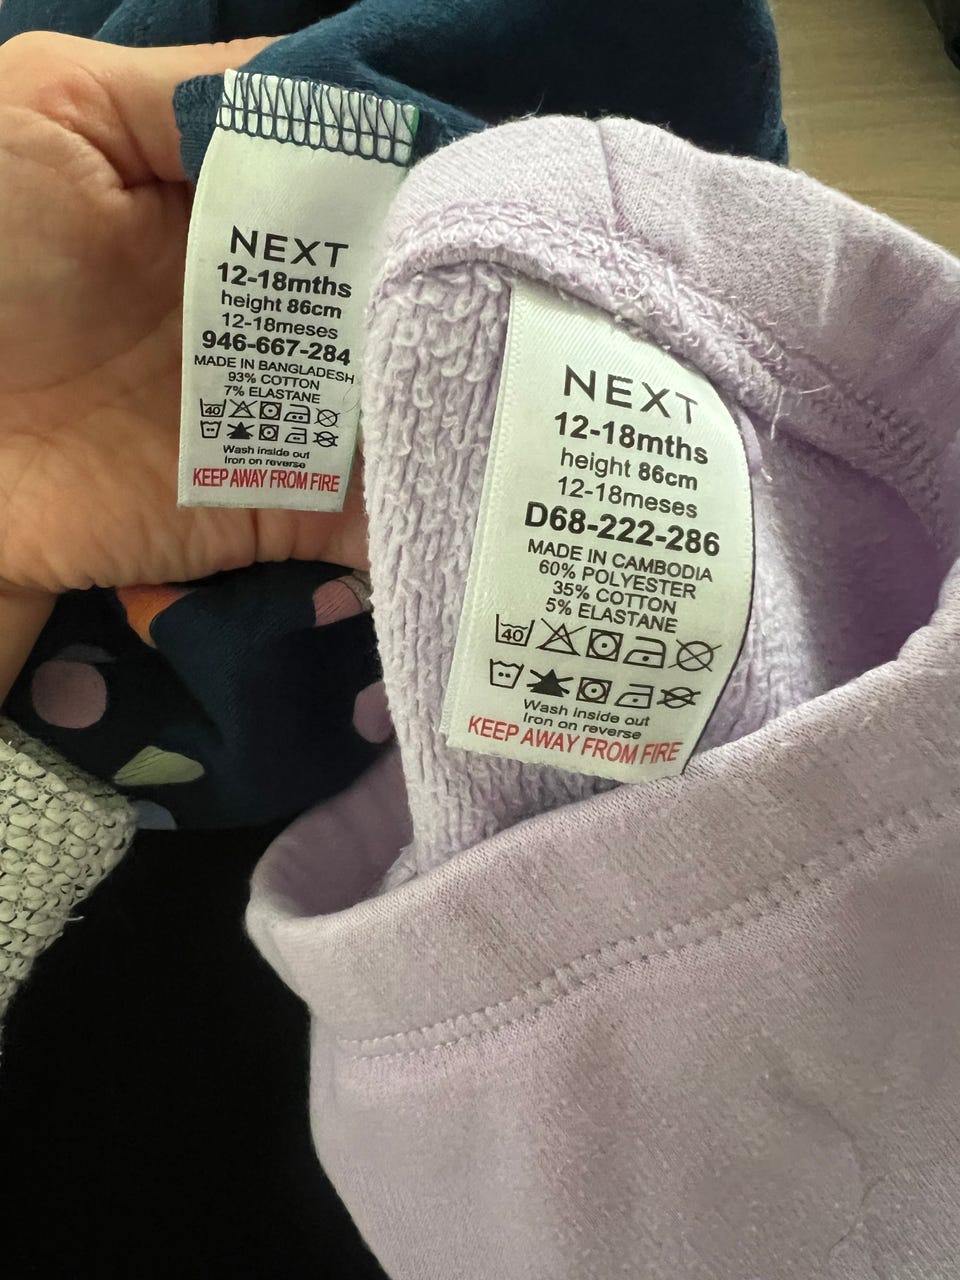 NEXT
12-18mths
height 86cm
12-18meses
946-667-284
MADE IN BANGLADESH
93% COTTON
7% ELASTANE
40
Wash inside out
Iron on reverse
KEEP AWAY FROM FIRE
NEXT
12-18mths
height 86cm
12-18meses
D68-222-286
MADE IN CAMBODIA
60% POLYESTER
35% COTTON
5% ELASTANE
40
Wash inside out
Iron on reverse
KEEP AWAY FROM FIRE